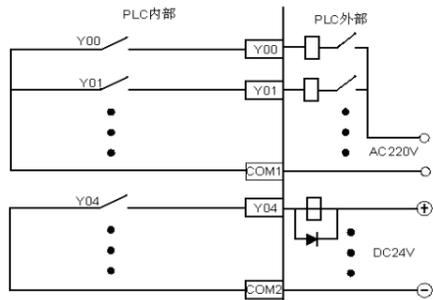 PLC内部
PLC外部
Y00
Y00
Y01
Y01
AC220V
COM1
Y04
Y04
+
DC24V
COM2
−